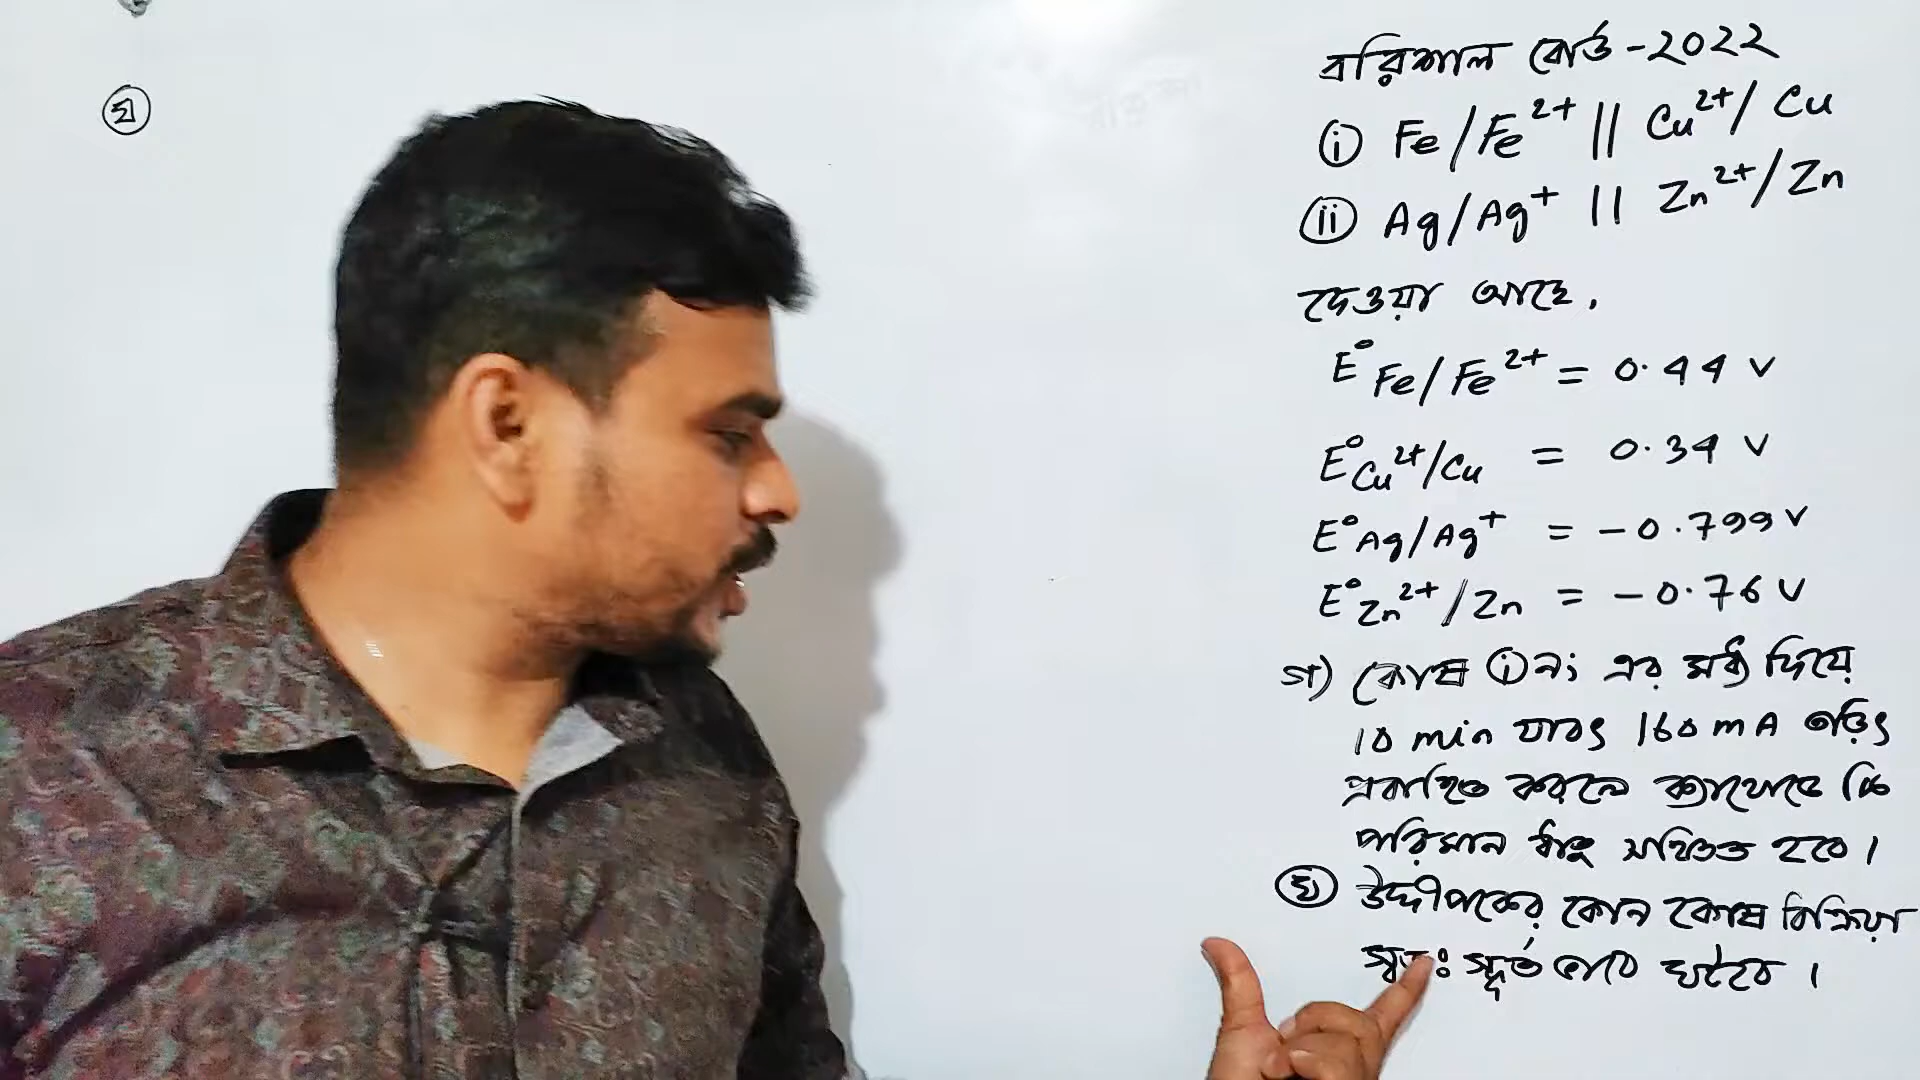 ঘ
বরিশাল বোর্ড -২০২২
i Fe/Fe²⁺ || Cu²⁺/Cu
ii Ag/Ag⁺ || Zn²⁺/Zn
দেওয়া আছে,
E° Fe/Fe²⁺ = 0.44 V
E° Cu²⁺/Cu = 0.34 V
E° Ag/Ag⁺ = -0.799 V
E° Zn²⁺/Zn = -0.76 V
গ) কোষ i নং এর মধ্য দিয়ে
10 min যাবৎ 160 mA তড়িৎ
প্রবাহিত করলে ক্যাথোডে কি
পরিমান ধাতু সঞ্চিত হবে।
ঘ উদ্দীপকের কোন কোষ বিক্রিয়া
স্বতঃস্ফূর্ত ভাবে ঘটবে।